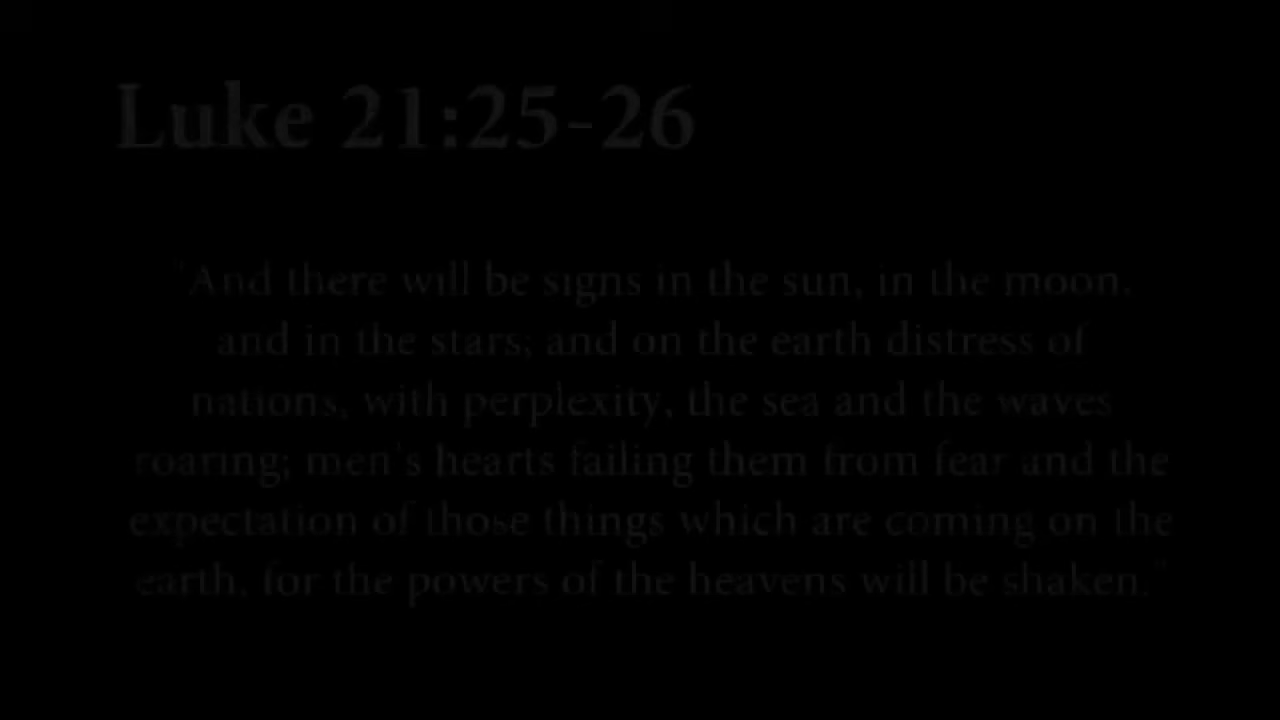 Luke 21:25-26
"And there will be signs in the sun, in the moon,
and in the stars; and on the earth distress of
nations, with perplexity, the sea and the waves
roaring; men's hearts failing them from fear and the
expectation of those things which are coming on the
earth, for the powers of the heavens will be shaken."